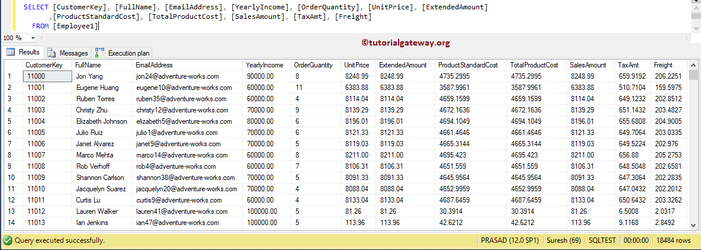 SELECT [CustomerKey], [FullName], [EmailAddress], [YearlyIncome], [OrderQuantity], [UnitPrice], [ExtendedAmount]
,[ProductStandardCost], [TotalProductCost], [SalesAmount], [TaxAmt], [Freight]
FROM [Employee1]
100 %
©tutorialgateway.org
Results Messages Execution plan
CustomerKey FullName EmailAddress YearlyIncome OrderQuantity UnitPrice ExtendedAmount ProductStandardCost TotalProductCost SalesAmount TaxAmt Freight
1 11000 Jon Yang jon24@adventure-works.com 90000.00 8 8248.99 8248.99 4735.2995 4735.2995 8248.99 659.9192 206.2251
2 11001 Eugene Huang eugene10@adventure-works.com 60000.00 11 6383.88 6383.88 3587.9961 3587.9961 6383.88 510.7104 159.5975
3 11002 Ruben Torres ruben35@adventure-works.com 60000.00 4 8114.04 8114.04 4659.1599 4659.1599 8114.04 649.1232 202.8512
4 11003 Christy Zhu christy12@adventure-works.com 70000.00 9 8139.29 8139.29 4672.1636 4672.1636 8139.29 651.1432 203.4827
5 11004 Elizabeth Johnson elizabeth5@adventure-works.com 80000.00 6 8196.01 8196.01 4694.1049 4694.1049 8196.01 655.6808 204.9005
6 11005 Julio Ruiz julio1@adventure-works.com 70000.00 6 8121.33 8121.33 4661.4646 4661.4646 8121.33 649.7064 203.0335
7 11006 Janet Alvarez janet9@adventure-works.com 70000.00 5 8119.03 8119.03 4665.3144 4665.3144 8119.03 649.5224 202.976
8 11007 Marco Mehta marco14@adventure-works.com 60000.00 8 8211.00 8211.00 4695.423 4695.423 8211.00 656.88 205.2753
9 11008 Rob Verhoff rob4@adventure-works.com 60000.00 7 8106.31 8106.31 4651.559 4651.559 8106.31 648.5048 202.6581
10 11009 Shannon Carlson shannon38@adventure-works.com 70000.00 5 8091.33 8091.33 4645.9564 4645.9564 8091.33 647.3064 202.2835
11 11010 Jacquelyn Suarez jacquelyn20@adventure-works.com 70000.00 4 8088.04 8088.04 4652.9959 4652.9959 8088.04 647.0432 202.2012
12 11011 Curtis Lu curtis9@adventure-works.com 60000.00 4 8133.04 8133.04 4687.6459 4687.6459 8133.04 650.6432 203.3262
13 11012 Lauren Walker lauren41@adventure-works.com 100000.00 5 81.26 81.26 30.3914 30.3914 81.26 6.5008 2.0317
14 11013 Ian Jenkins ian47@adventure-works.com 100000.00 5 113.96 113.96 42.6212 42.6212 113.96 9.1168 2.8492
Query executed successfully. PRASAD (12.0 SP1) Suresh (69) SQLTEST 00:00:00 18484 rows